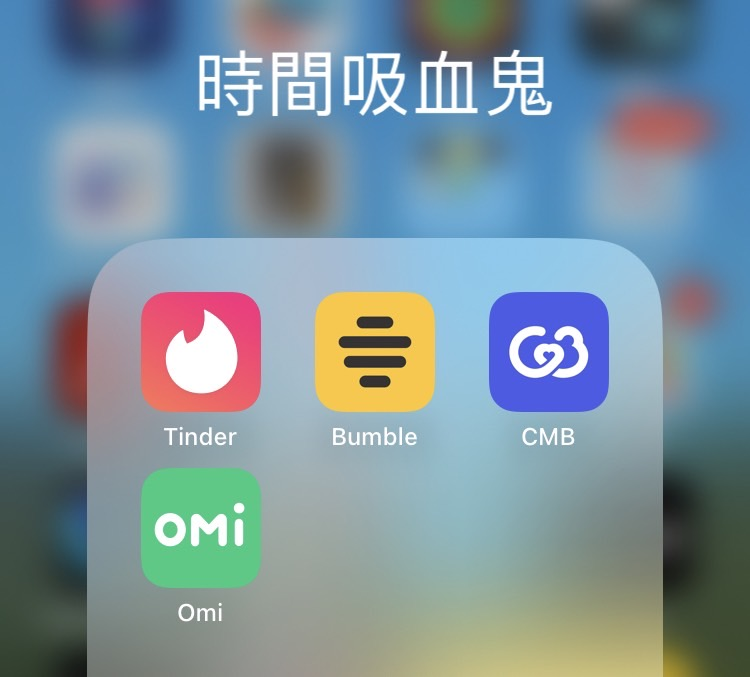 時間吸血鬼
Tinder
Bumble
CMB
omi
Omi